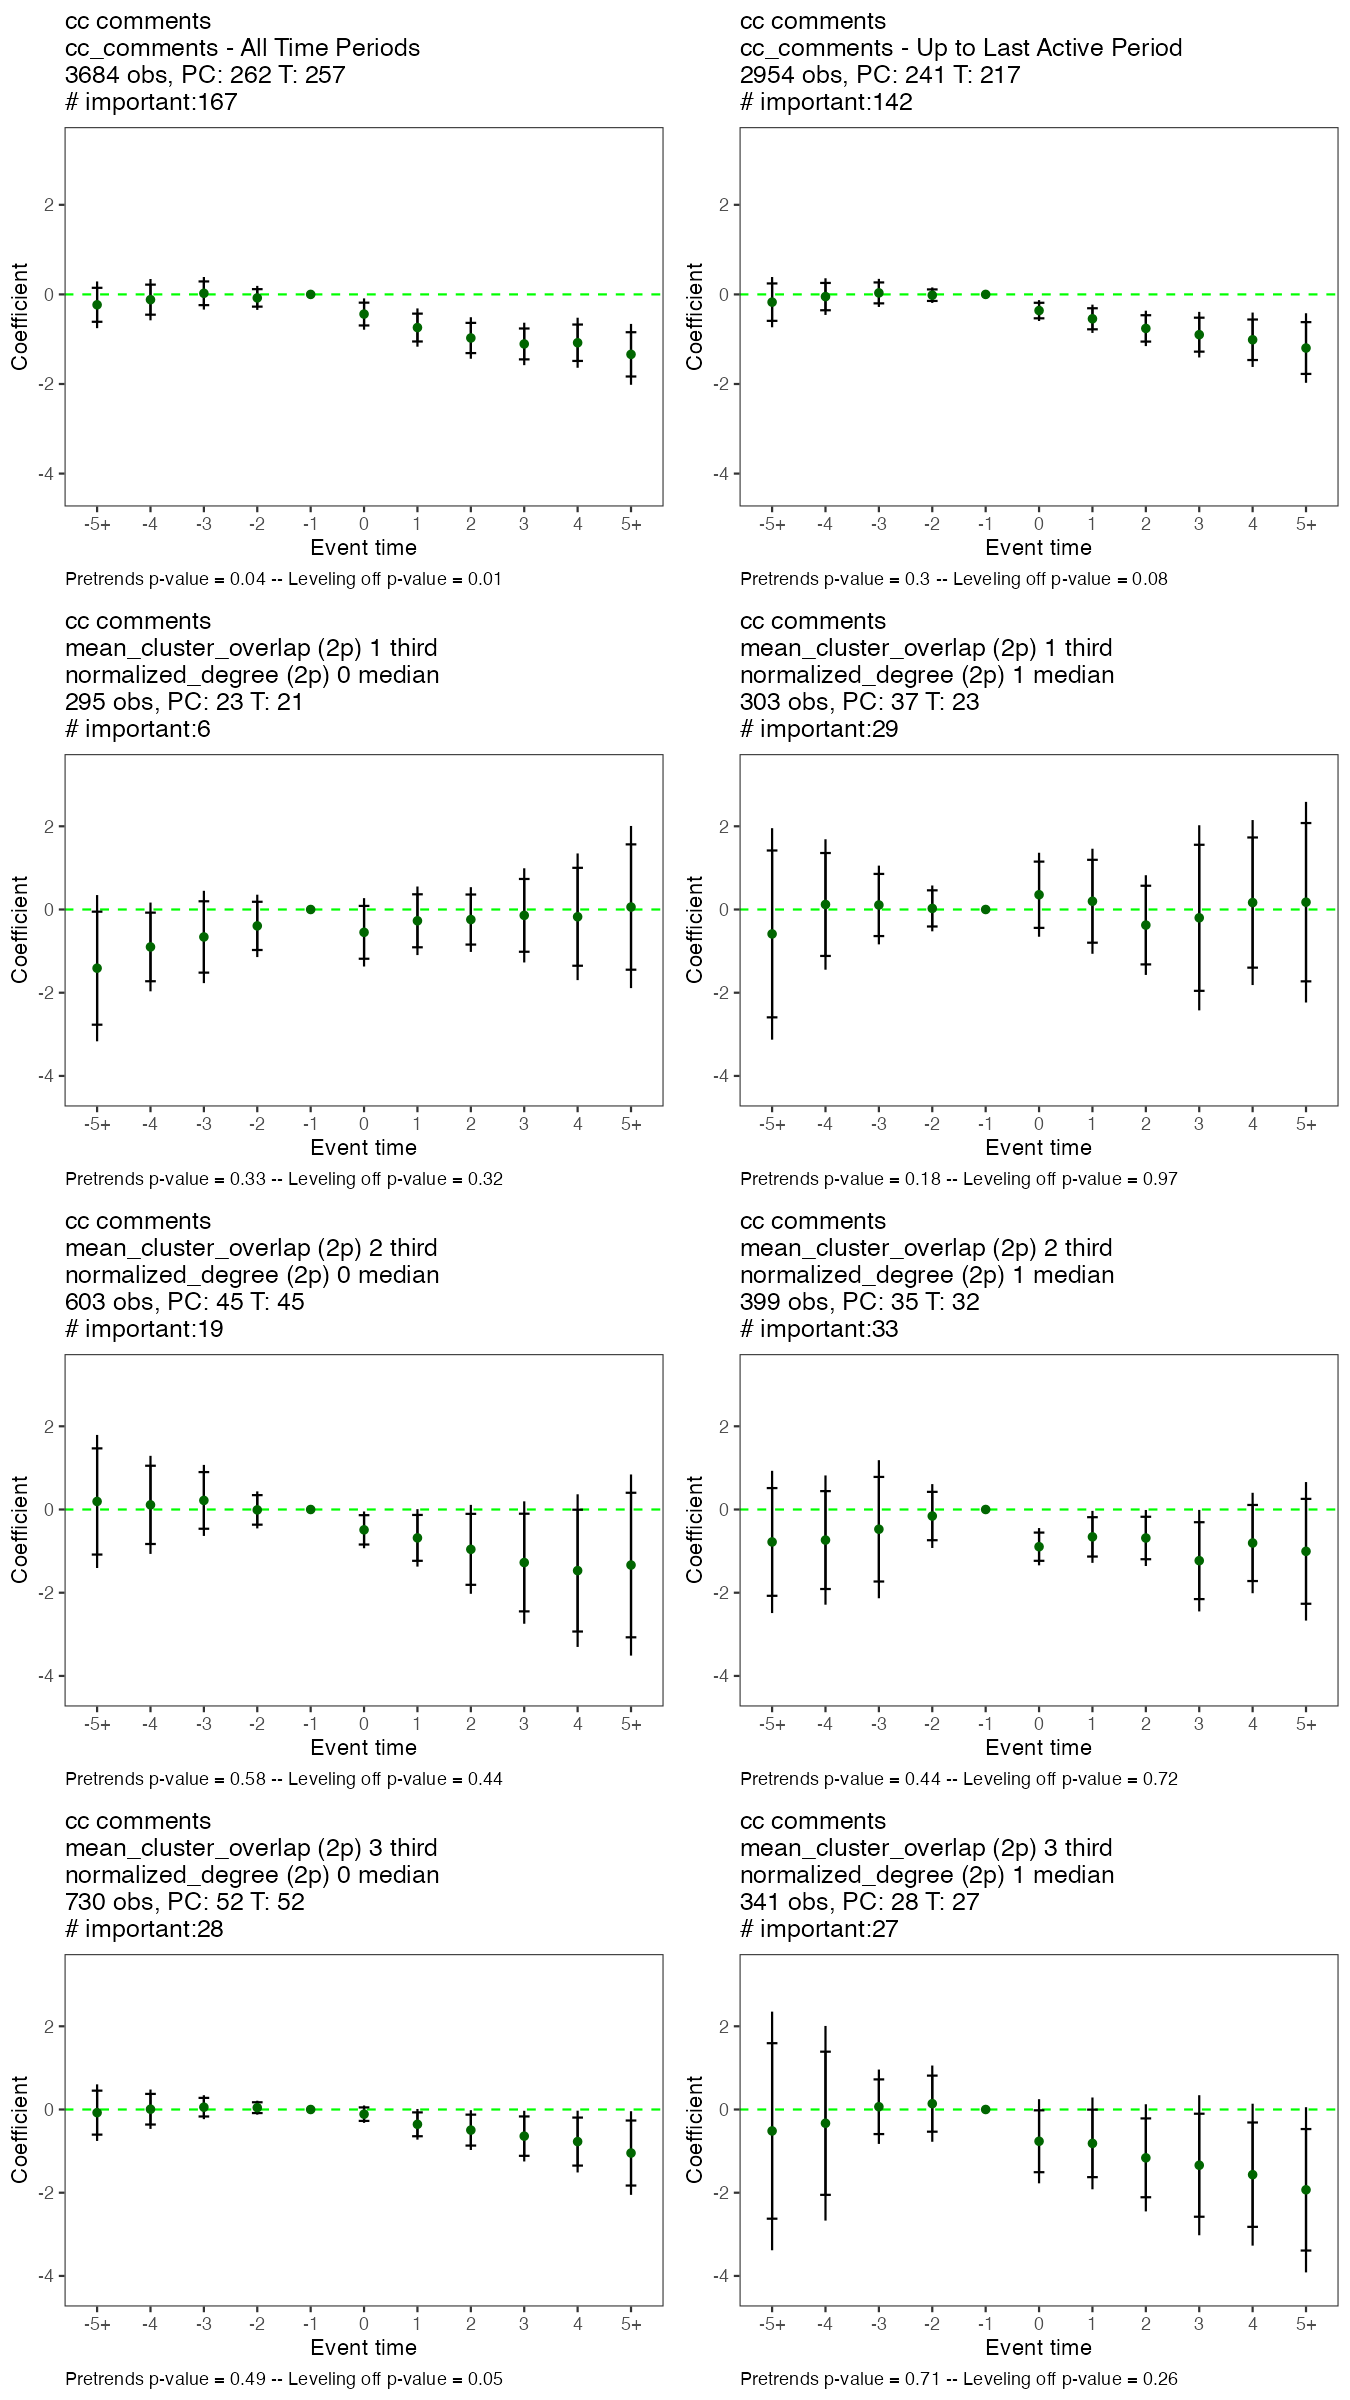 cc comments
cc_comments - All Time Periods
3684 obs, PC: 262 T: 257
# important:167
2
0
-2
-4
Coefficient
-5+ -4 -3 -2 -1 0 1 2 3 4 5+
Event time
Pretrends p-value = 0.04 -- Leveling off p-value = 0.01
cc comments
cc_comments - Up to Last Active Period
2954 obs, PC: 241 T: 217
# important:142
2
0
-2
-4
Coefficient
-5+ -4 -3 -2 -1 0 1 2 3 4 5+
Event time
Pretrends p-value = 0.3 -- Leveling off p-value = 0.08
cc comments
mean_cluster_overlap (2p) 1 third
normalized_degree (2p) 0 median
295 obs, PC: 23 T: 21
# important:6
2
0
-2
-4
Coefficient
-5+ -4 -3 -2 -1 0 1 2 3 4 5+
Event time
Pretrends p-value = 0.33 -- Leveling off p-value = 0.32
cc comments
mean_cluster_overlap (2p) 1 third
normalized_degree (2p) 1 median
303 obs, PC: 37 T: 23
# important:29
2
0
-2
-4
Coefficient
-5+ -4 -3 -2 -1 0 1 2 3 4 5+
Event time
Pretrends p-value = 0.18 -- Leveling off p-value = 0.97
cc comments
mean_cluster_overlap (2p) 2 third
normalized_degree (2p) 0 median
603 obs, PC: 45 T: 45
# important:19
2
0
-2
-4
Coefficient
-5+ -4 -3 -2 -1 0 1 2 3 4 5+
Event time
Pretrends p-value = 0.58 -- Leveling off p-value = 0.44
cc comments
mean_cluster_overlap (2p) 2 third
normalized_degree (2p) 1 median
399 obs, PC: 35 T: 32
# important:33
2
0
-2
-4
Coefficient
-5+ -4 -3 -2 -1 0 1 2 3 4 5+
Event time
Pretrends p-value = 0.44 -- Leveling off p-value = 0.72
cc comments
mean_cluster_overlap (2p) 3 third
normalized_degree (2p) 0 median
730 obs, PC: 52 T: 52
# important:28
2
0
-2
-4
Coefficient
-5+ -4 -3 -2 -1 0 1 2 3 4 5+
Event time
Pretrends p-value = 0.49 -- Leveling off p-value = 0.05
cc comments
mean_cluster_overlap (2p) 3 third
normalized_degree (2p) 1 median
341 obs, PC: 28 T: 27
# important:27
2
0
-2
-4
Coefficient
-5+ -4 -3 -2 -1 0 1 2 3 4 5+
Event time
Pretrends p-value = 0.71 -- Leveling off p-value = 0.26